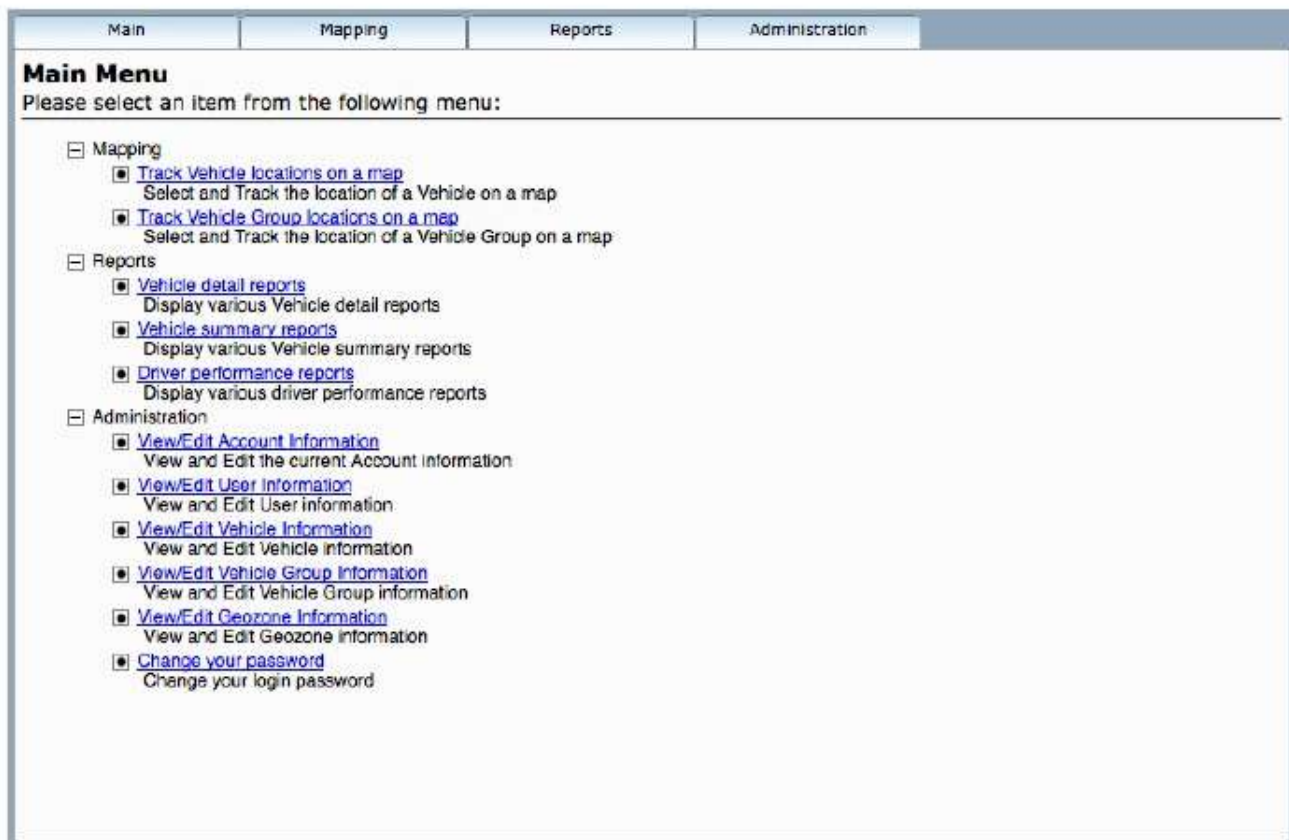 Main Mapping Reports Administration
Main Menu
Please select an item from the following menu:
Mapping
Track Vehicle locations on a map
Select and Track the location of a Vehicle on a map
Track Vehicle Group locations on a map
Select and Track the location of a Vehicle Group on a map
Reports
Vehicle detail reports
Display various Vehicle detail reports
Vehicle summary reports
Display various Vehicle summary reports
Driver performance reports
Display various driver performance reports
Administration
View/Edit Account Information
View and Edit the current Account information
View/Edit User Information
View and Edit User information
View/Edit Vehicle Information
View and Edit Vehicle information
View/Edit Vehicle Group Information
View and Edit Vehicle Group information
View/Edit Geozone Information
View and Edit Geozone information
Change your password
Change your login password